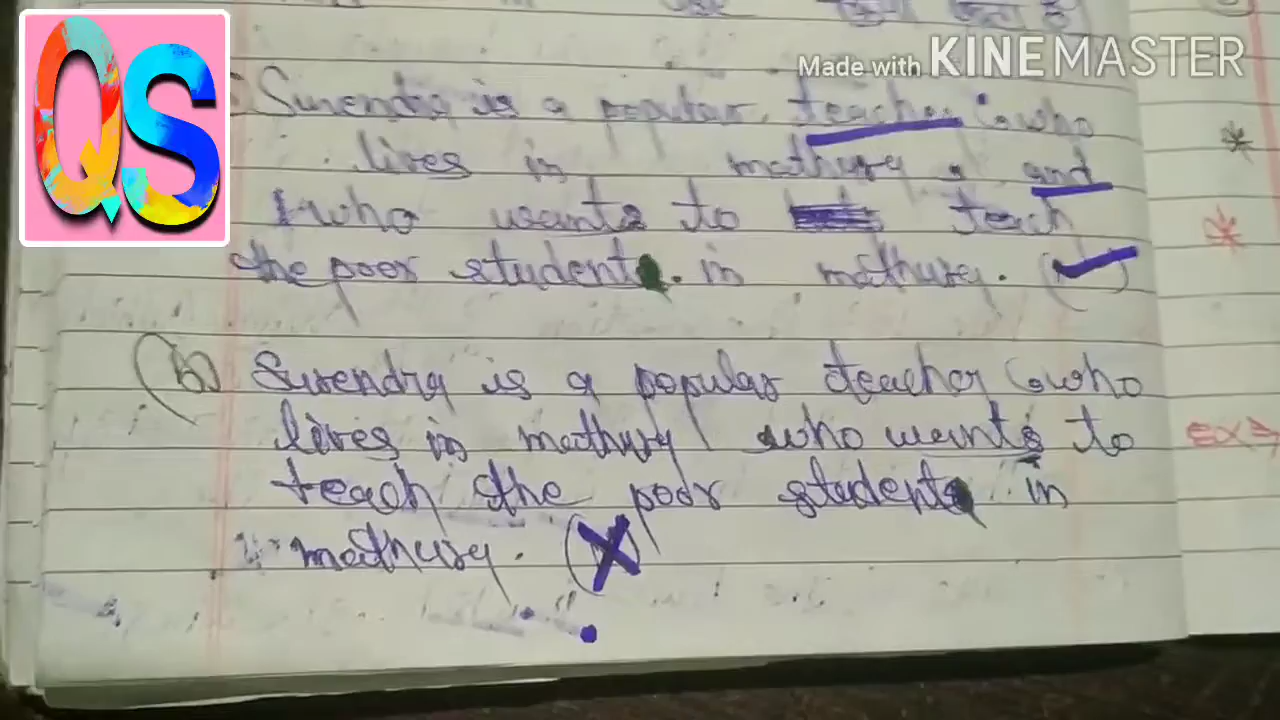 QS
Made with KINEMASTER
Surendra is a popular teacher who
lives in mathura and
who wants to teach
the poor students in mathura. (✓)
(b) Surendra is a popular teacher who
lives in mathura who wants to
teach the poor students in
mathura. (X)
*
*